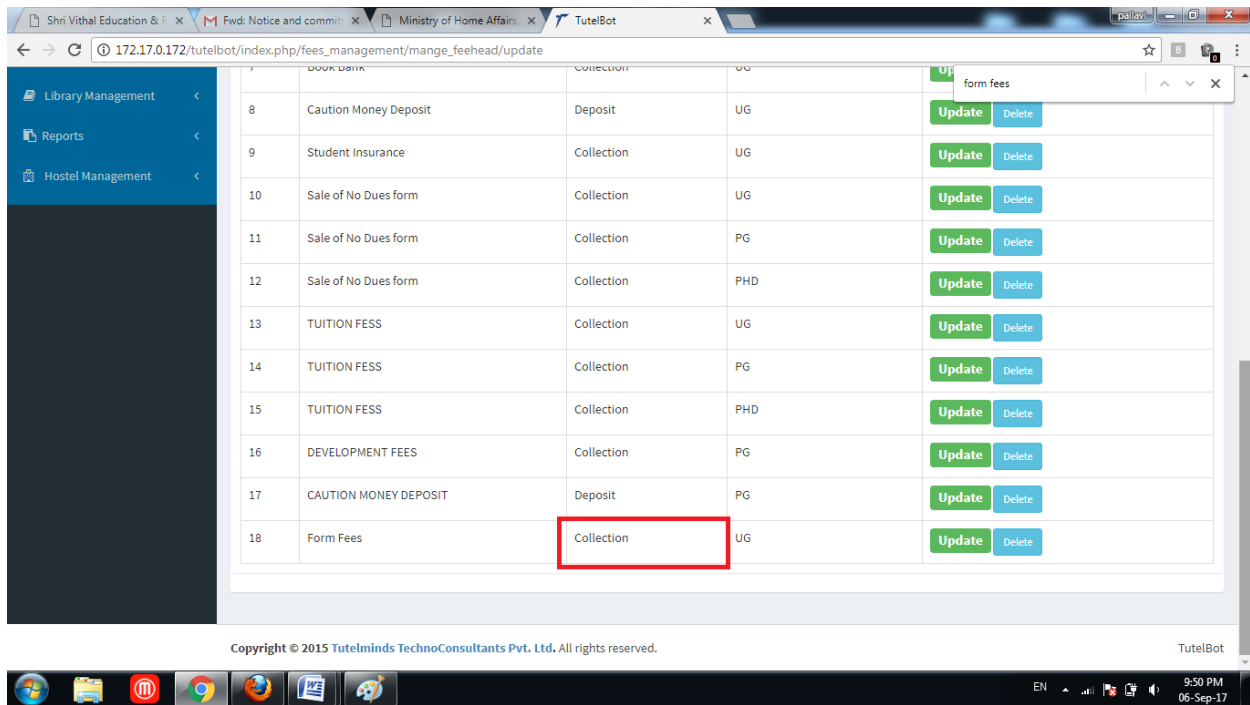 Shri Vithal Education & R
Fwd: Notice and commit
Ministry of Home Affairs
TutelBot
pallavi
172.17.0.172/tutelbot/index.php/fees_management/mange_feehead/update
form fees
Library Management
Reports
Hostel Management
7 Book Bank Collection UG Up
8 Caution Money Deposit Deposit UG Update Delete
9 Student Insurance Collection UG Update Delete
10 Sale of No Dues form Collection UG Update Delete
11 Sale of No Dues form Collection PG Update Delete
12 Sale of No Dues form Collection PHD Update Delete
13 TUITION FESS Collection UG Update Delete
14 TUITION FESS Collection PG Update Delete
15 TUITION FESS Collection PHD Update Delete
16 DEVELOPMENT FEES Collection PG Update Delete
17 CAUTION MONEY DEPOSIT Deposit PG Update Delete
18 Form Fees Collection UG Update Delete
Copyright © 2015 Tutelminds TechnoConsultants Pvt. Ltd. All rights reserved. TutelBot
EN 9:50 PM
06-Sep-17